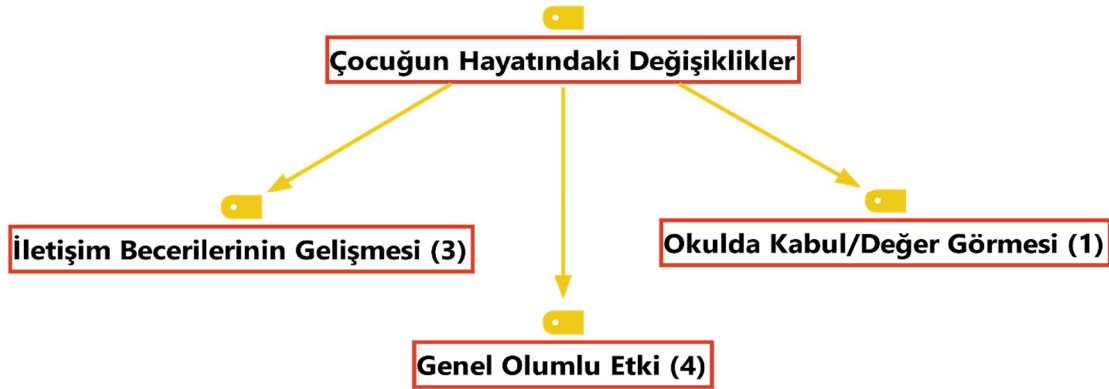 Çocuğun Hayatındaki Değişiklikler
İletişim Becerilerinin Gelişmesi (3)
Okulda Kabul/Değer Görmesi (1)
Genel Olumlu Etki (4)